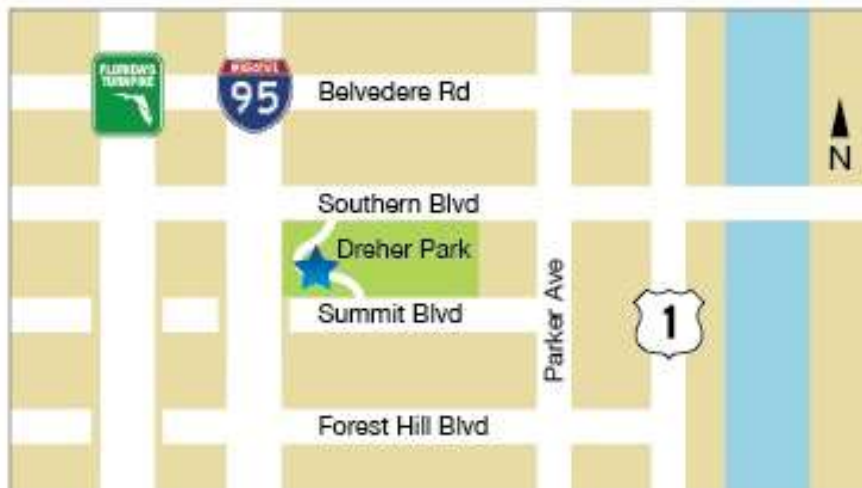 FLORIDA'S
TURNPIKE
INTERSTATE
95
Belvedere Rd
N
Southern Blvd
Dreher Park
Summit Blvd
Parker Ave
1
Forest Hill Blvd